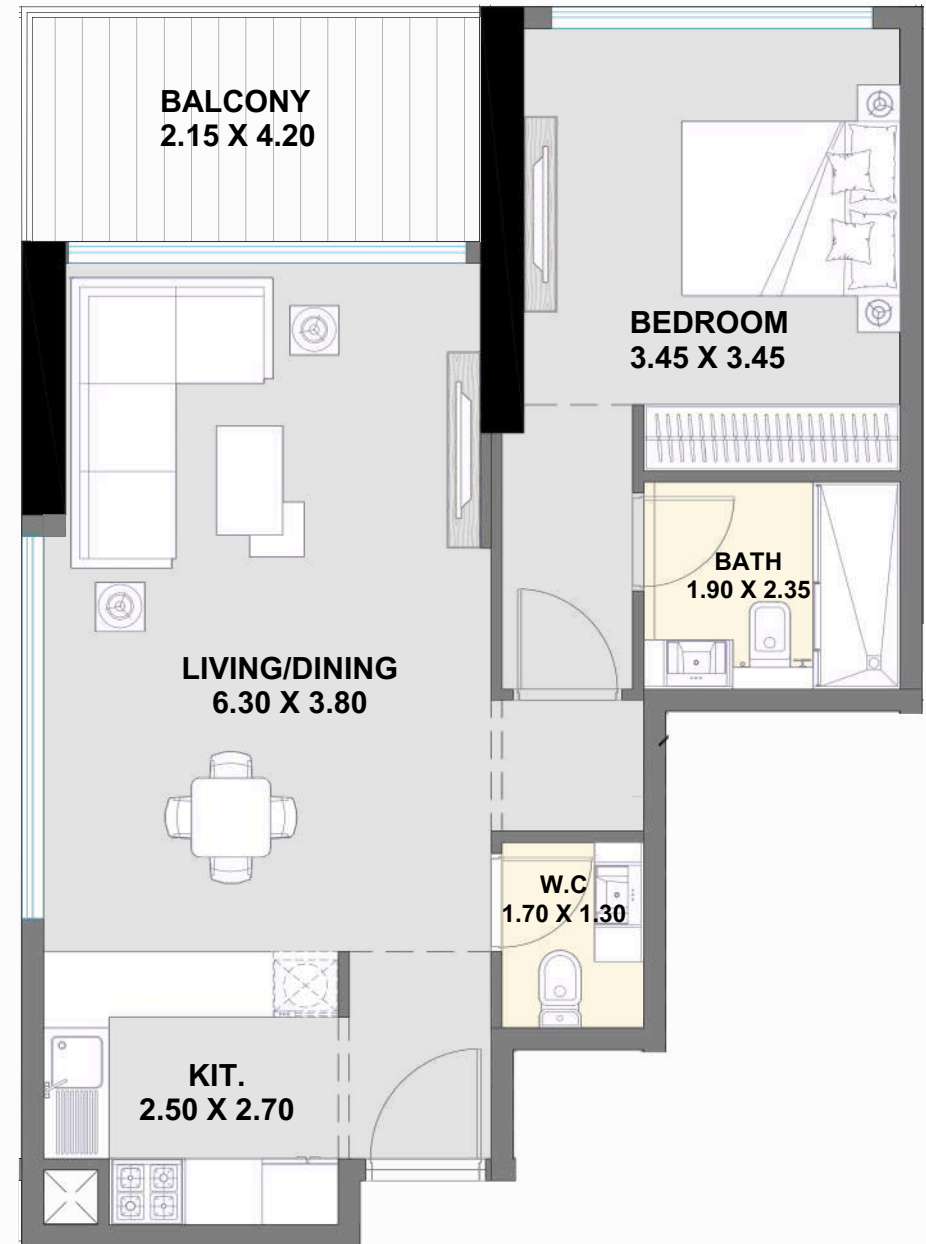 BALCONY
2.15 X 4.20
BEDROOM
3.45 X 3.45
BATH
1.90 X 2.35
LIVING/DINING
6.30 X 3.80
W.C
1.70 X 1.30
KIT.
2.50 X 2.70